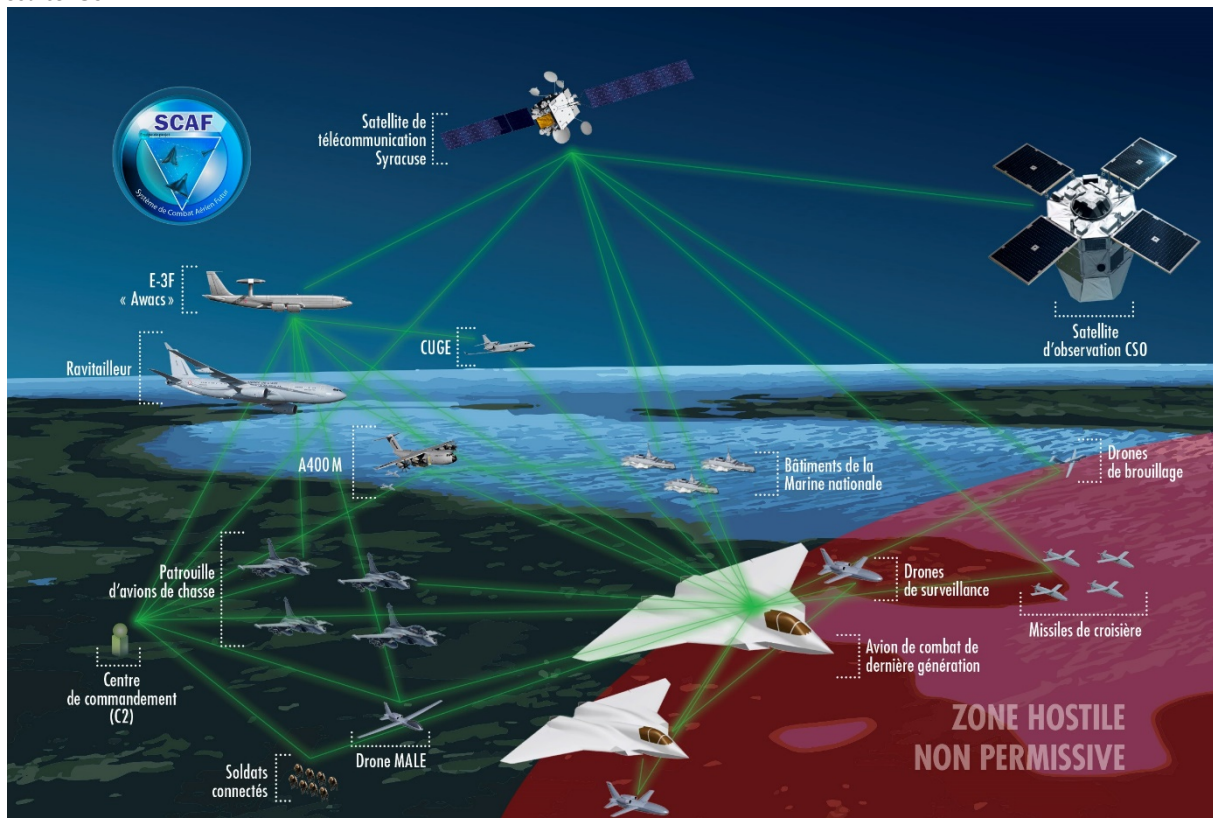 SCAF
Système de Combat Aérien Futur
Satellite de
télécommunication
Syracuse
E-3F
« Awacs »
CUGE
Satellite
d'observation CSO
Ravitailleur
A400 M
Bâtiments de la
Marine nationale
Drones
de brouillage
Patrouille
d'avions de chasse
Drones
de surveillance
Missiles de croisière
Avion de combat de
dernière génération
Centre
de commandement
(C2)
Drone MALE
Soldats
connectés
ZONE HOSTILE
NON PERMISSIVE